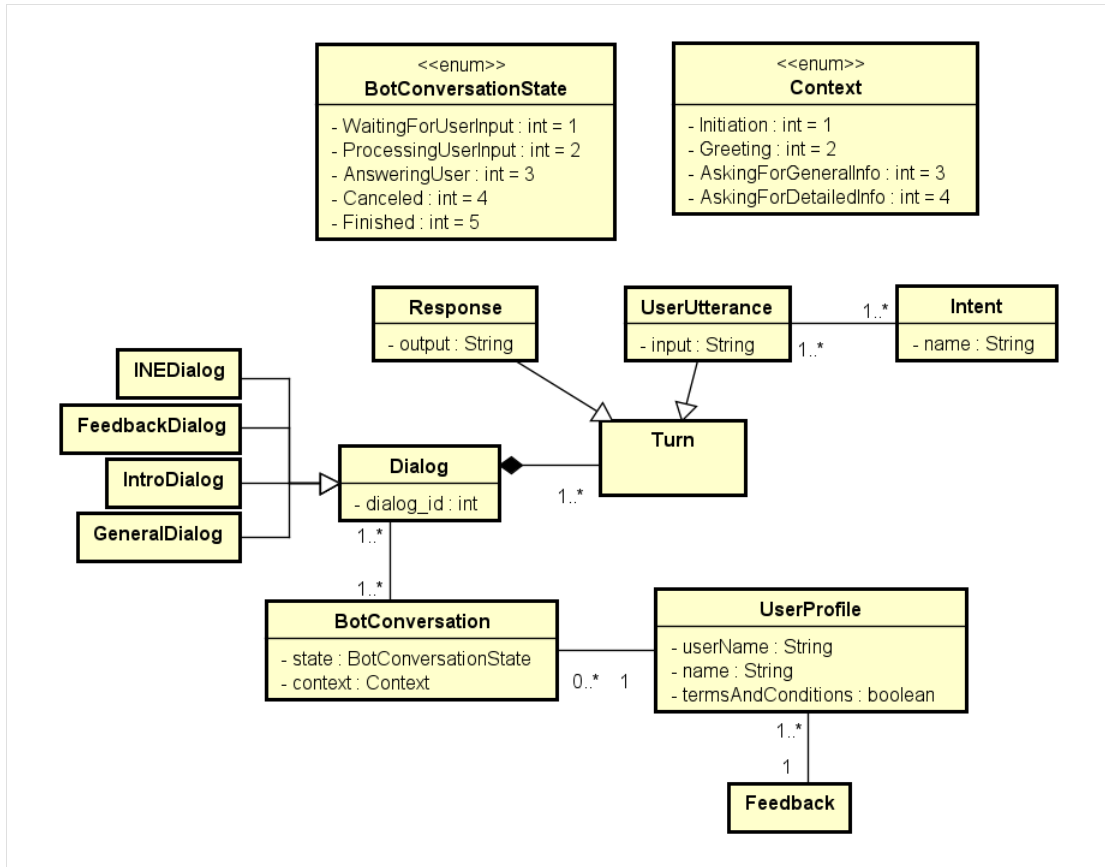 <<enum>>
BotConversationState
- WaitingForUserInput : int = 1
- ProcessingUserInput : int = 2
- AnsweringUser : int = 3
- Canceled : int = 4
- Finished : int = 5
<<enum>>
Context
- Initiation : int = 1
- Greeting : int = 2
- AskingForGeneralInfo : int = 3
- AskingForDetailedInfo : int = 4
Response
- output : String
UserUtterance
- input : String
1..*
1..*
Intent
- name : String
INEDialog
FeedbackDialog
IntroDialog
GeneralDialog
Dialog
- dialog_id : int
1..*
Turn
1..*
1..*
BotConversation
- state : BotConversationState
- context : Context
0..*
1
UserProfile
- userName : String
- name : String
- termsAndConditions : boolean
1..*
1
Feedback